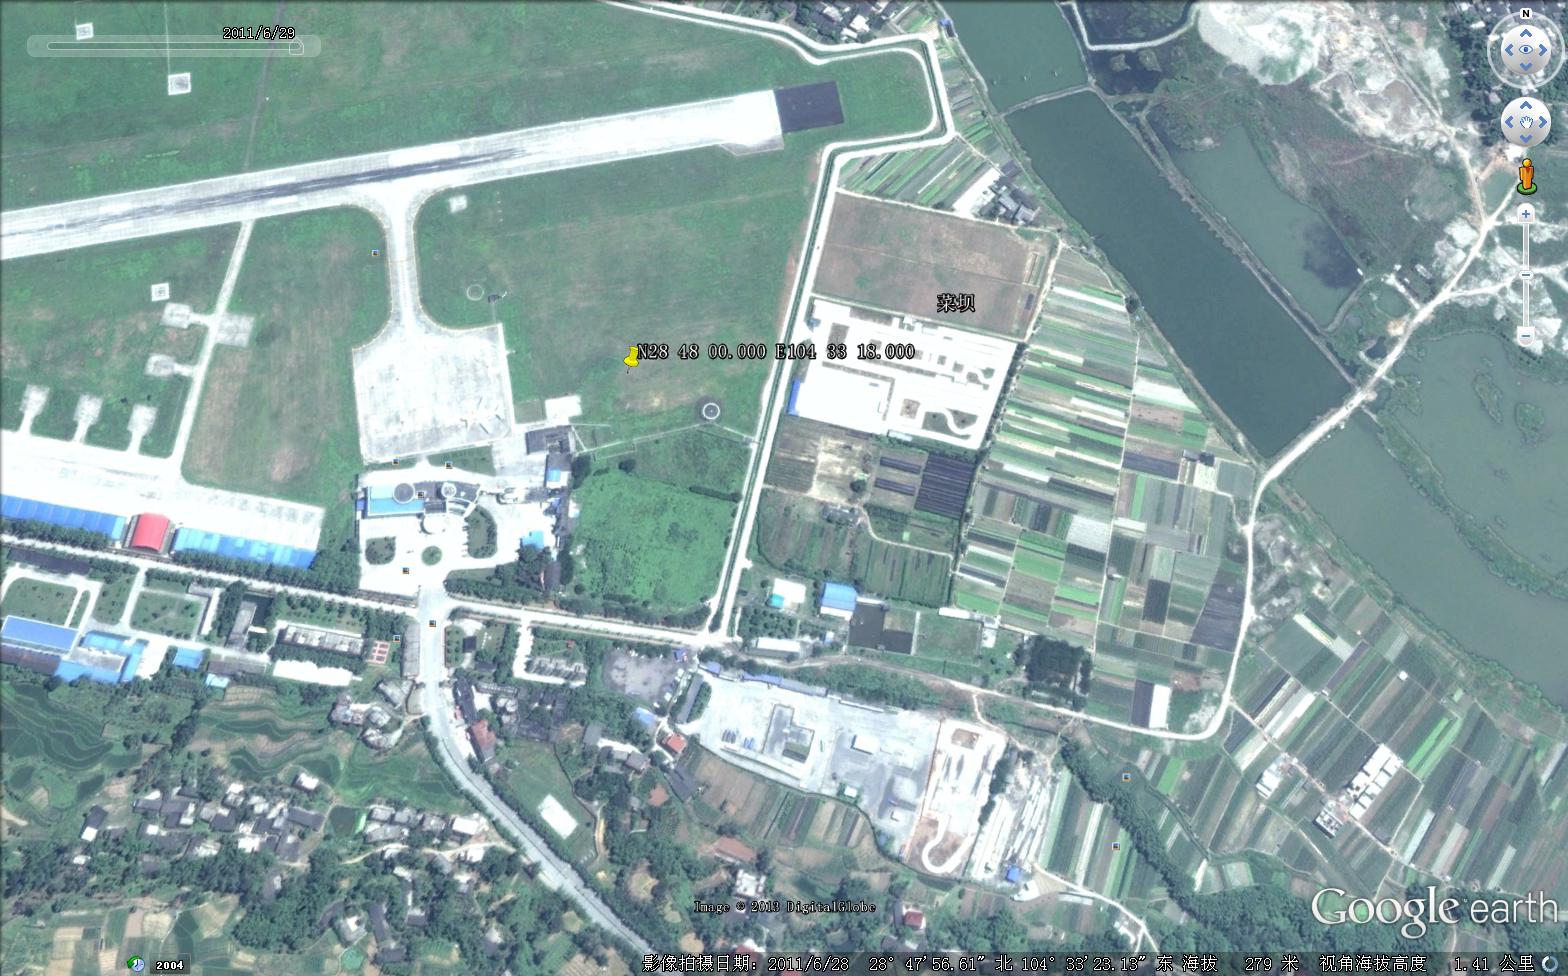 2011/6/29
N
菜坝
N28 48 00.000 E104 33 18.000
Image © 2013 DigitalGlobe
Google earth
2004
影像拍摄日期: 2011/6/28 28° 47'56.61" 北 104° 33'23.13" 东 海拔 279 米 视角海拔高度 1.41 公里